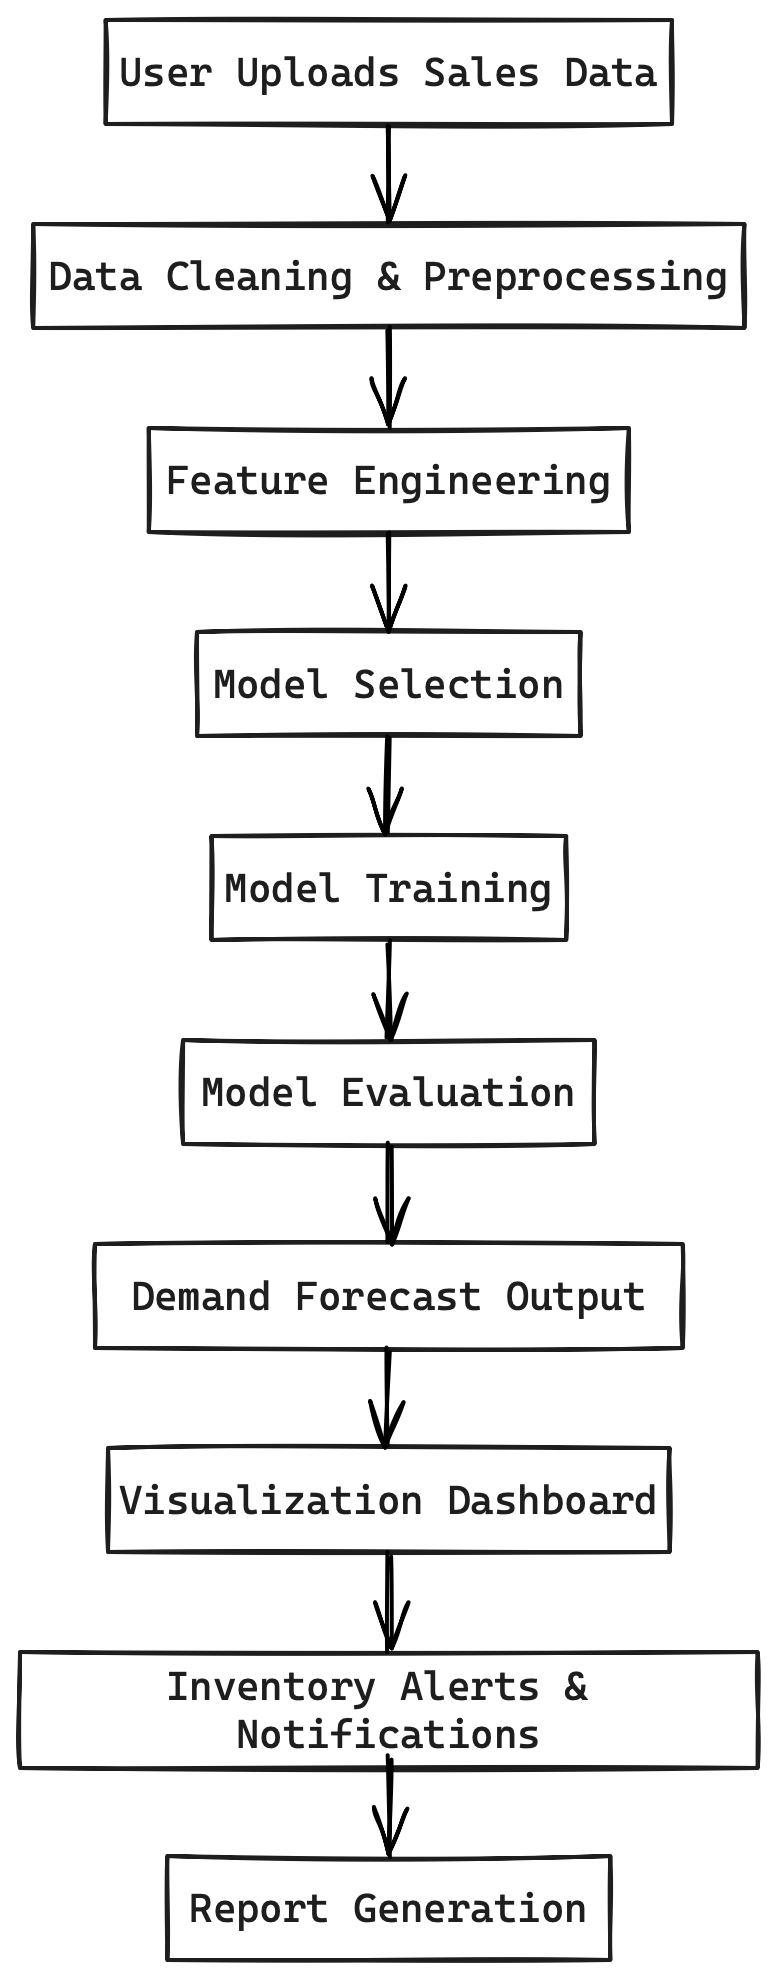 User Uploads Sales Data
Data Cleaning & Preprocessing
Feature Engineering
Model Selection
Model Training
Model Evaluation
Demand Forecast Output
Visualization Dashboard
Inventory Alerts &
Notifications
Report Generation